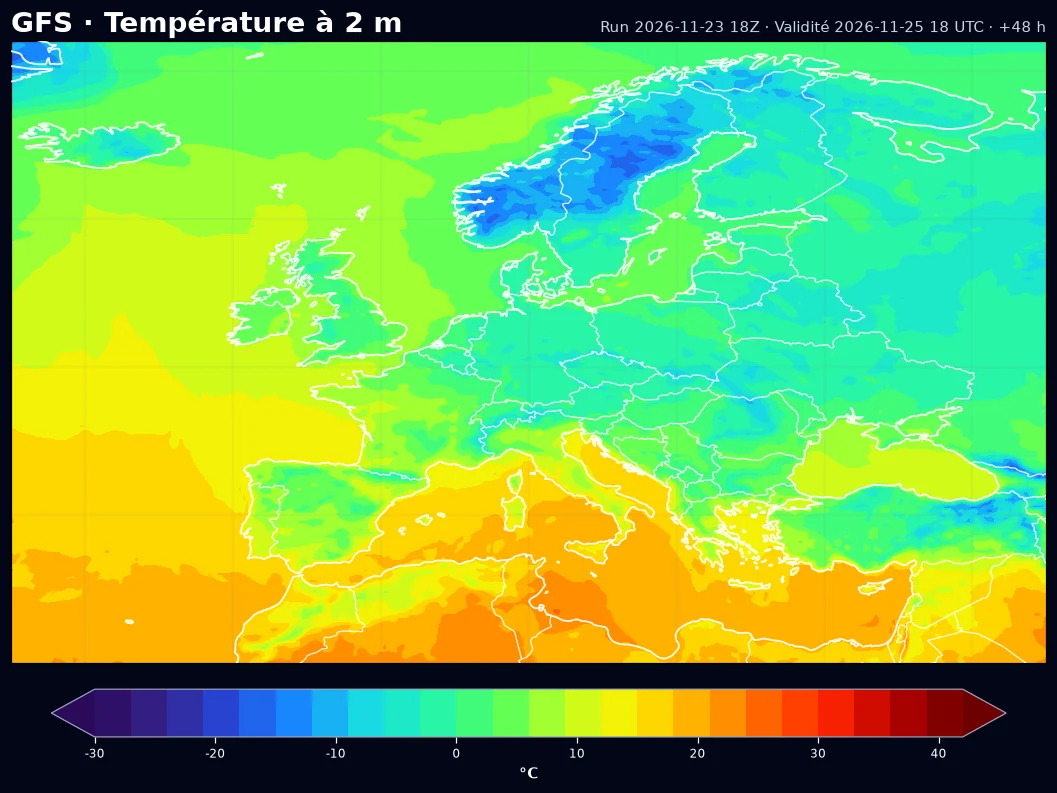 GFS · Température à 2 m
Run 2026-11-23 18Z · Validité 2026-11-25 18 UTC · +48 h
-30 -20 -10 0 10 20 30 40
°C